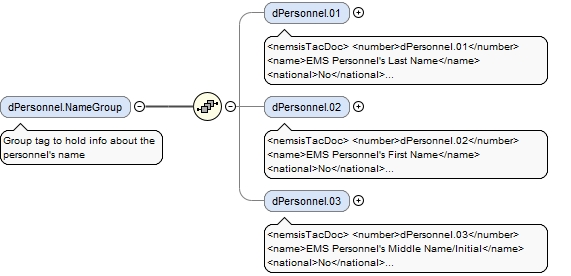 dPersonnel.01
<nemsisTacDoc> <number>dPersonnel.01</number>
<name>EMS Personnel's Last Name</name>
<national>No</national>...
dPersonnel.NameGroup
Group tag to hold info about the
personnel's name
dPersonnel.02
<nemsisTacDoc> <number>dPersonnel.02</number>
<name>EMS Personnel's First Name</name>
<national>No</national>...
dPersonnel.03
<nemsisTacDoc> <number>dPersonnel.03</number>
<name>EMS Personnel's Middle Name/Initial</name>
<national>No</national>...